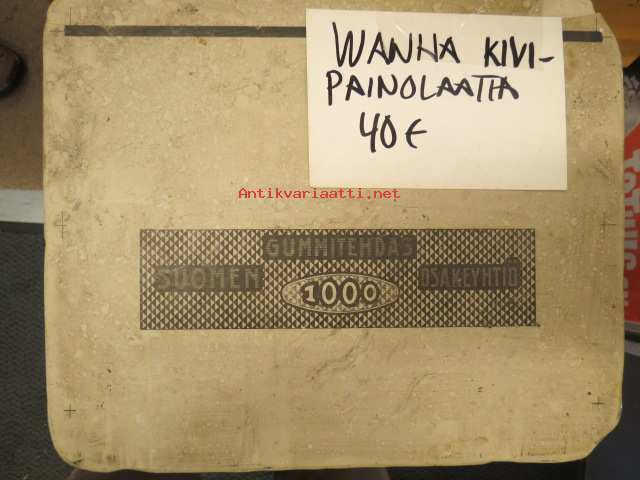 WANHA KIVI-
PAINOLAATTA
40 €
Antikvariaatti.net
GUMMITEHDAS
SUOMEN 1000 OSAKEYHTIÖ